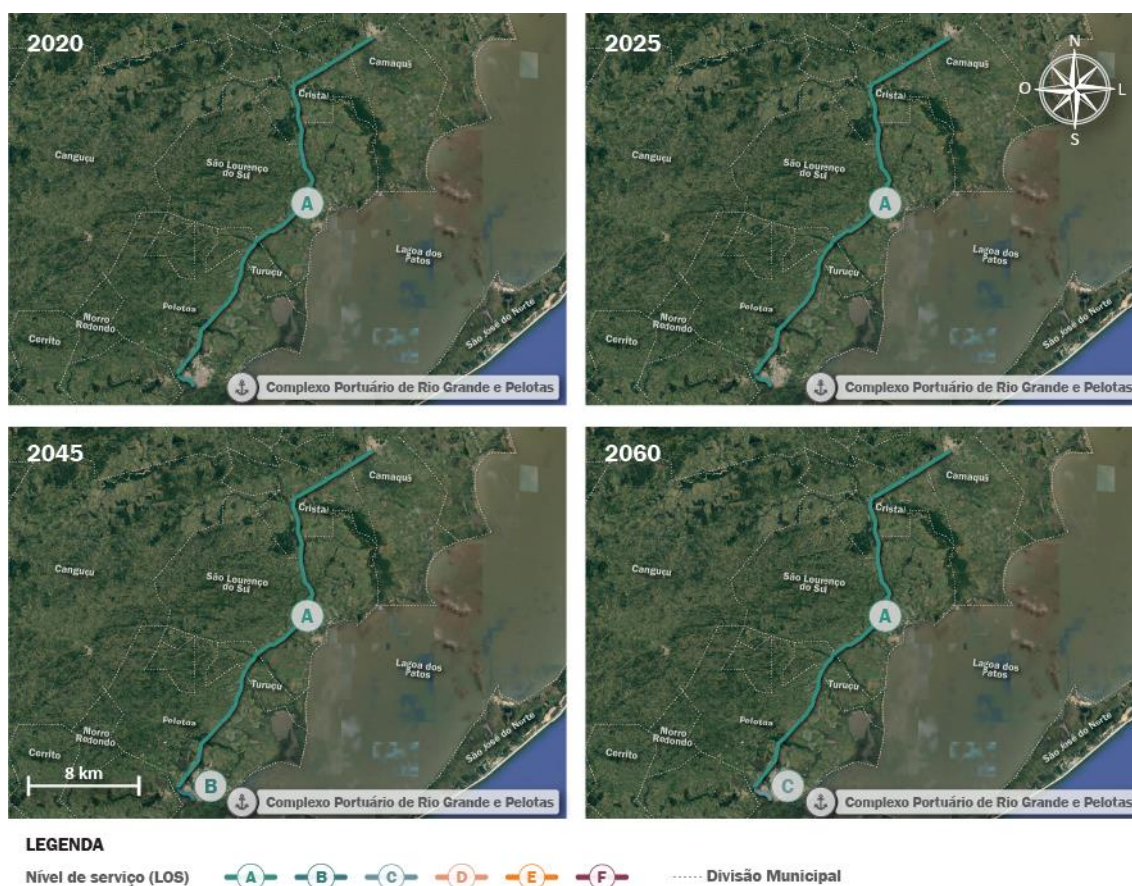 2020
Camaquã
Cristal
Canguçu
São Lourenço
do Sul
A
Lagoa dos
Patos
Turuçu
Pelotas
Morro
Redondo
Cerrito
São José do Norte
Complexo Portuário de Rio Grande e Pelotas
2025
N
O
L
S
Camaquã
Cristal
Canguçu
São Lourenço
do Sul
A
Lagoa dos
Patos
Turuçu
Pelotas
Morro
Redondo
Cerrito
São José do Norte
Complexo Portuário de Rio Grande e Pelotas
2045
Camaquã
Cristal
Canguçu
São Lourenço
do Sul
A
Lagoa dos
Patos
Turuçu
Pelotas
Morro
Redondo
Cerrito
São José do Norte
8 km
B
Complexo Portuário de Rio Grande e Pelotas
2060
Camaquã
Cristal
Canguçu
São Lourenço
do Sul
A
Lagoa dos
Patos
Turuçu
Pelotas
Morro
Redondo
Cerrito
São José do Norte
C
Complexo Portuário de Rio Grande e Pelotas
LEGENDA
Nível de serviço (LOS) A B C D E F Divisão Municipal